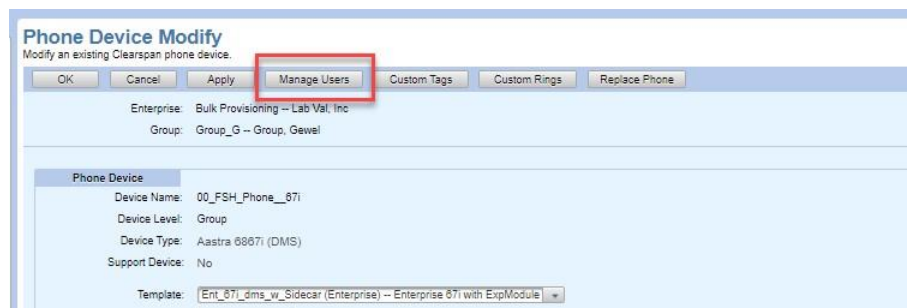 Phone Device Modify
Modify an existing Clearspan phone device.
OK Cancel Apply Manage Users Custom Tags Custom Rings Replace Phone
Enterprise: Bulk Provisioning -- Lab Val, Inc
Group: Group_G -- Group, Gewel
Phone Device
Device Name: 00_FSH_Phone__67i
Device Level: Group
Device Type: Aastra 6867i (DMS)
Support Device: No
Template: Ent_67i_dms_w_Sidecar (Enterprise) -- Enterprise 67i with ExpModule